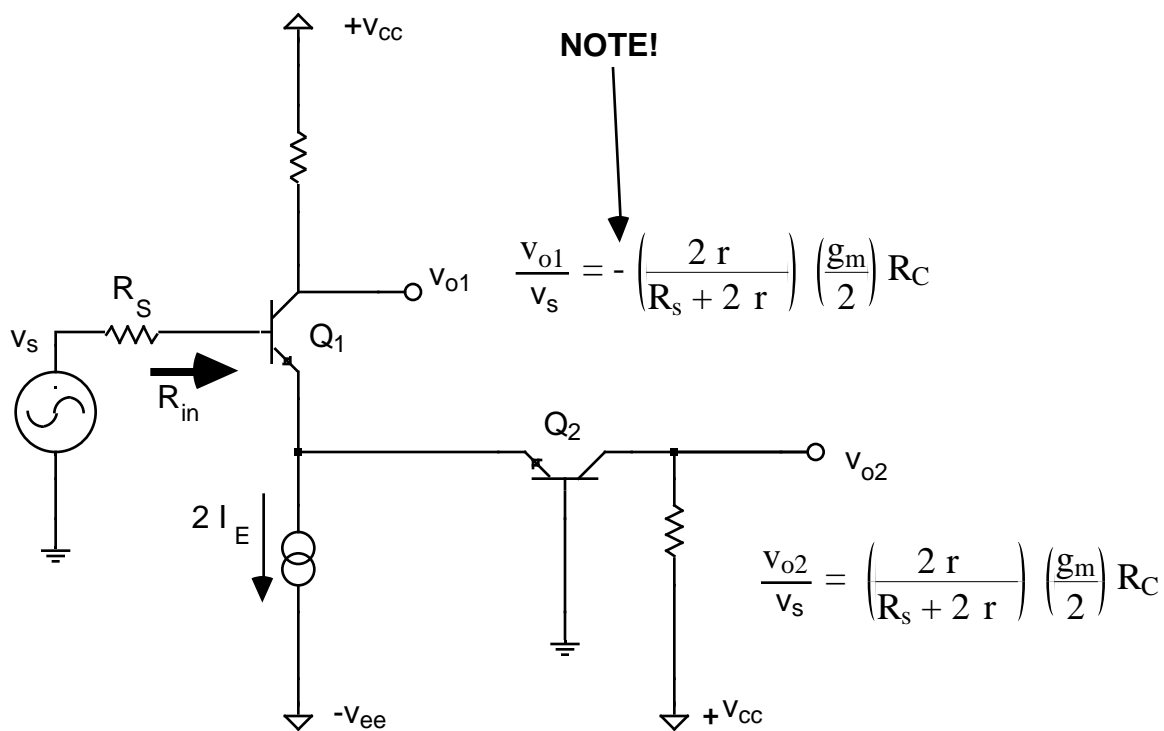 +vcc
NOTE!
vo1/vs = - (2 r/(Rs + 2 r)) (gm/2) RC
vo1
RS
vs
Q1
Rin
Q2
vo2
2 IE
vo2/vs = (2 r/(Rs + 2 r)) (gm/2) RC
-vee
+vcc